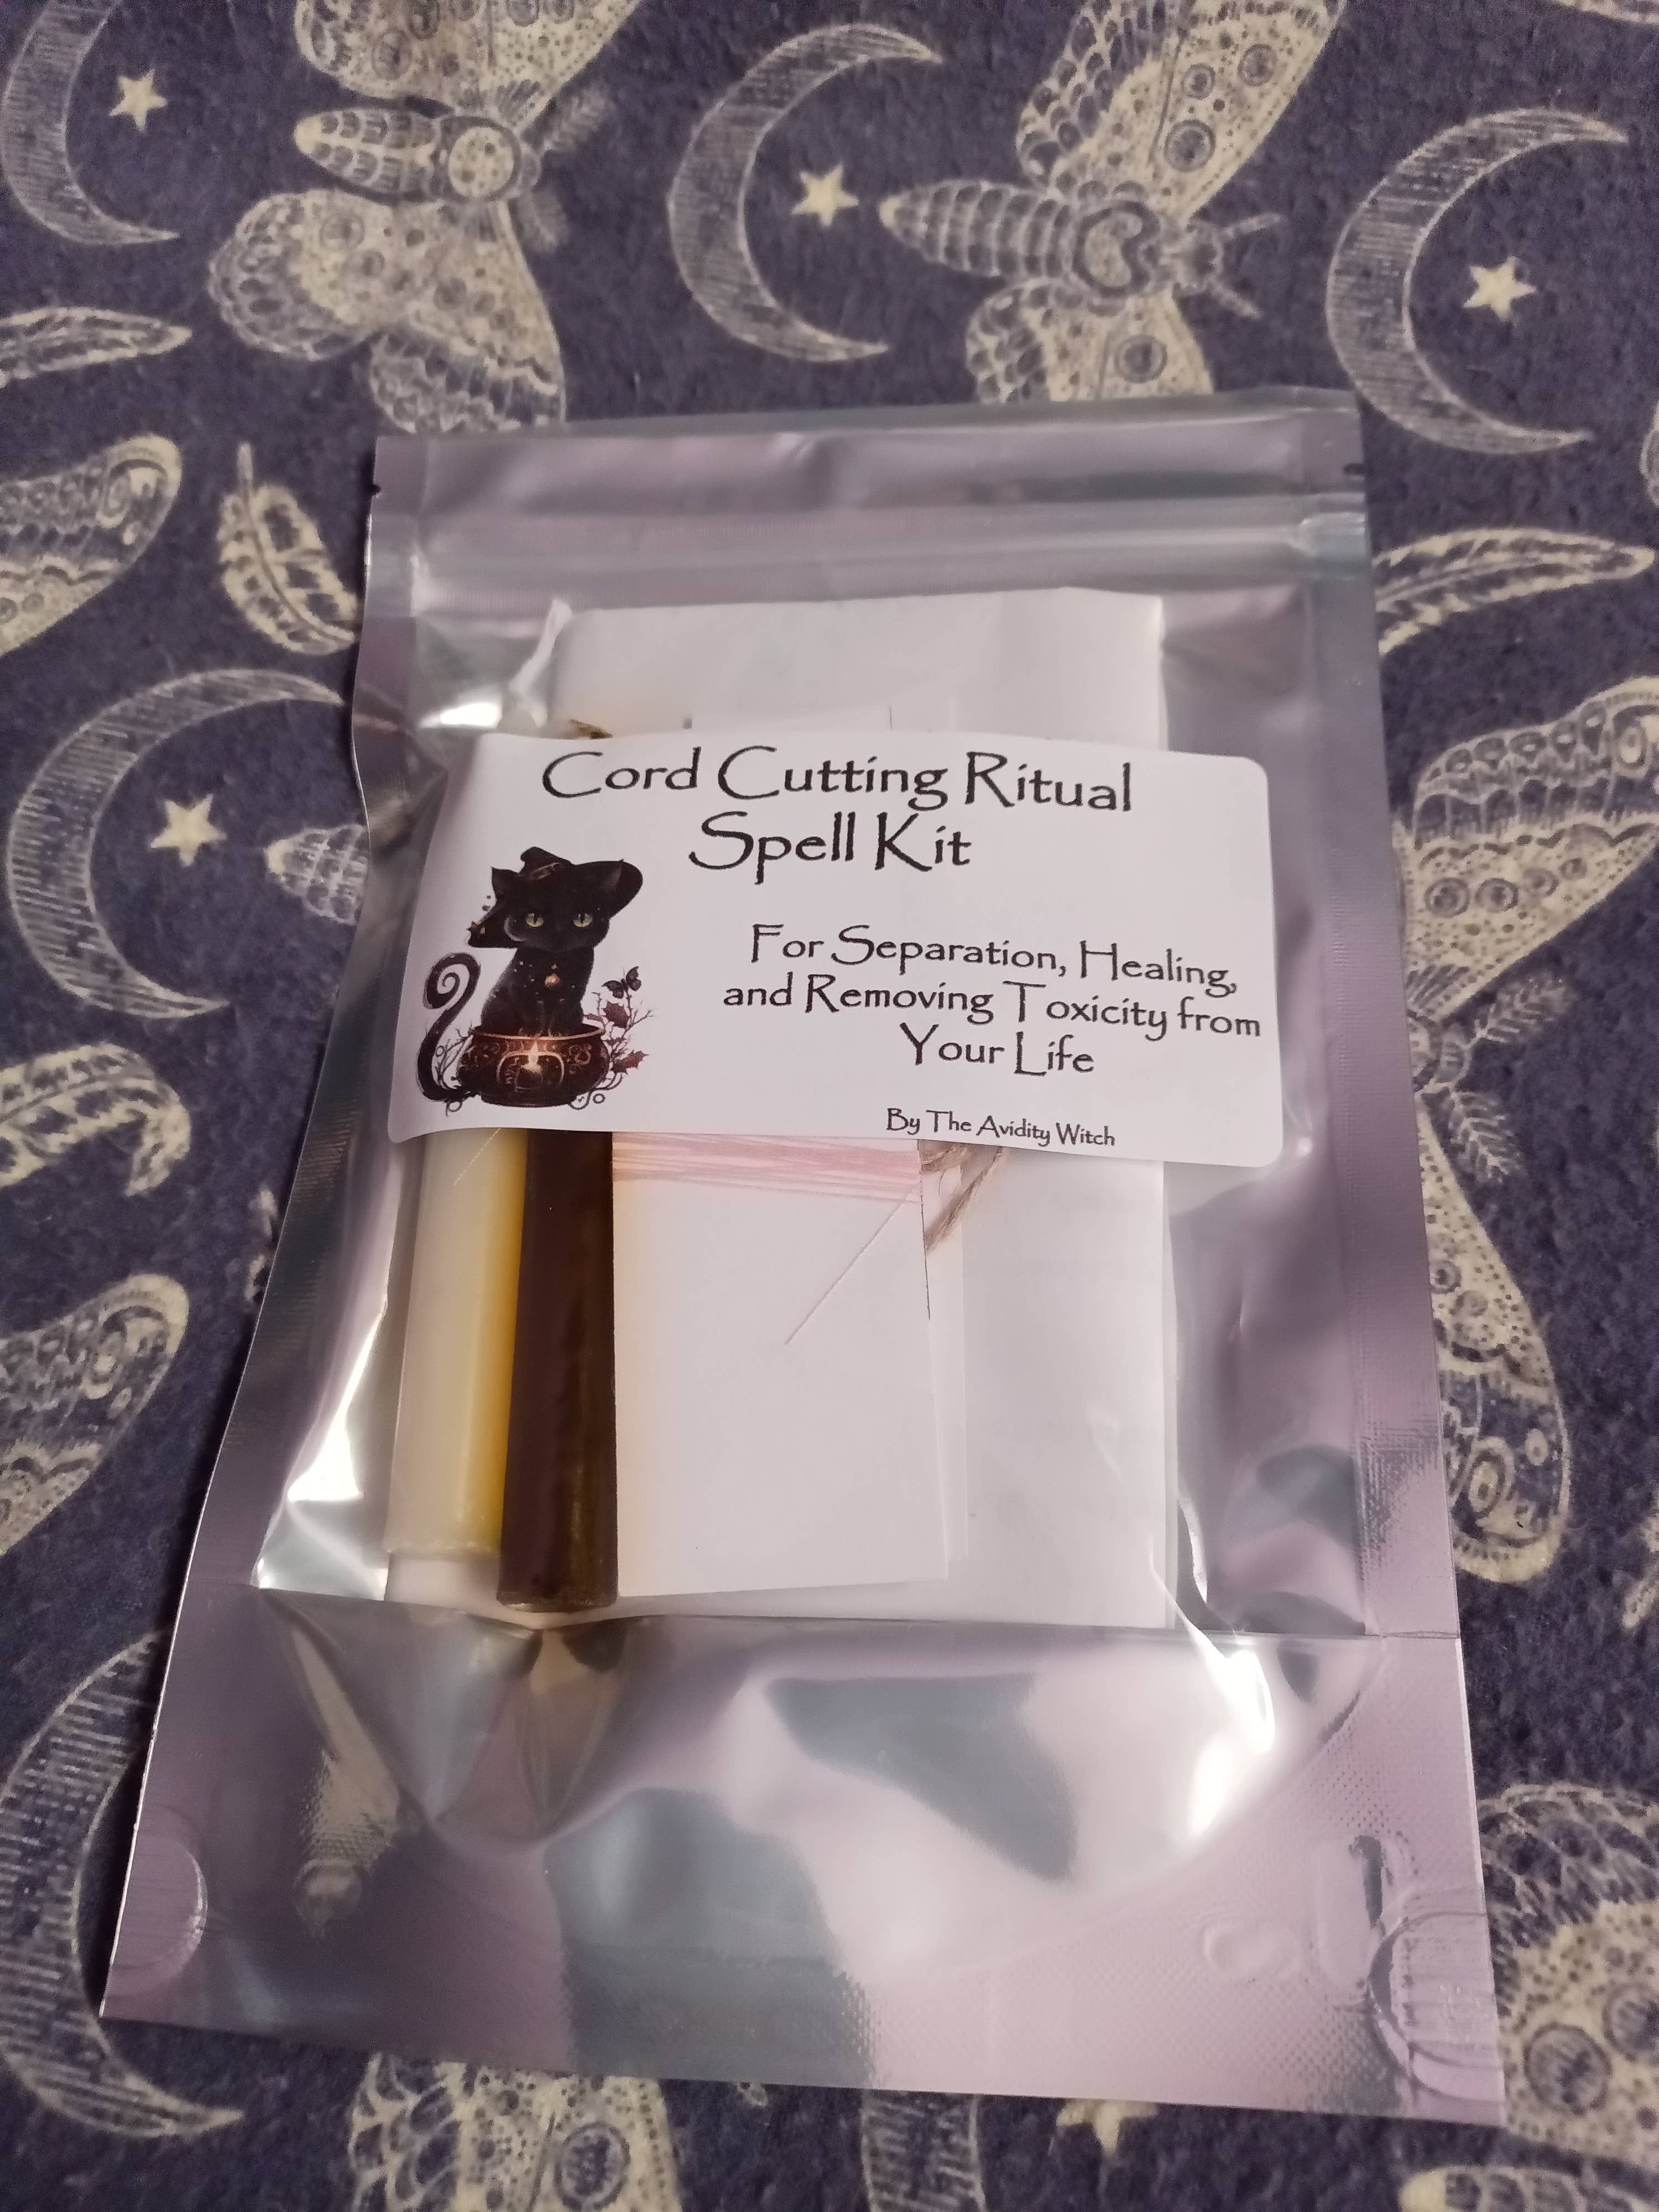 Cord Cutting Ritual
Spell Kit
For Separation, Healing,
and Removing Toxicity from
Your Life
By The Avidity Witch